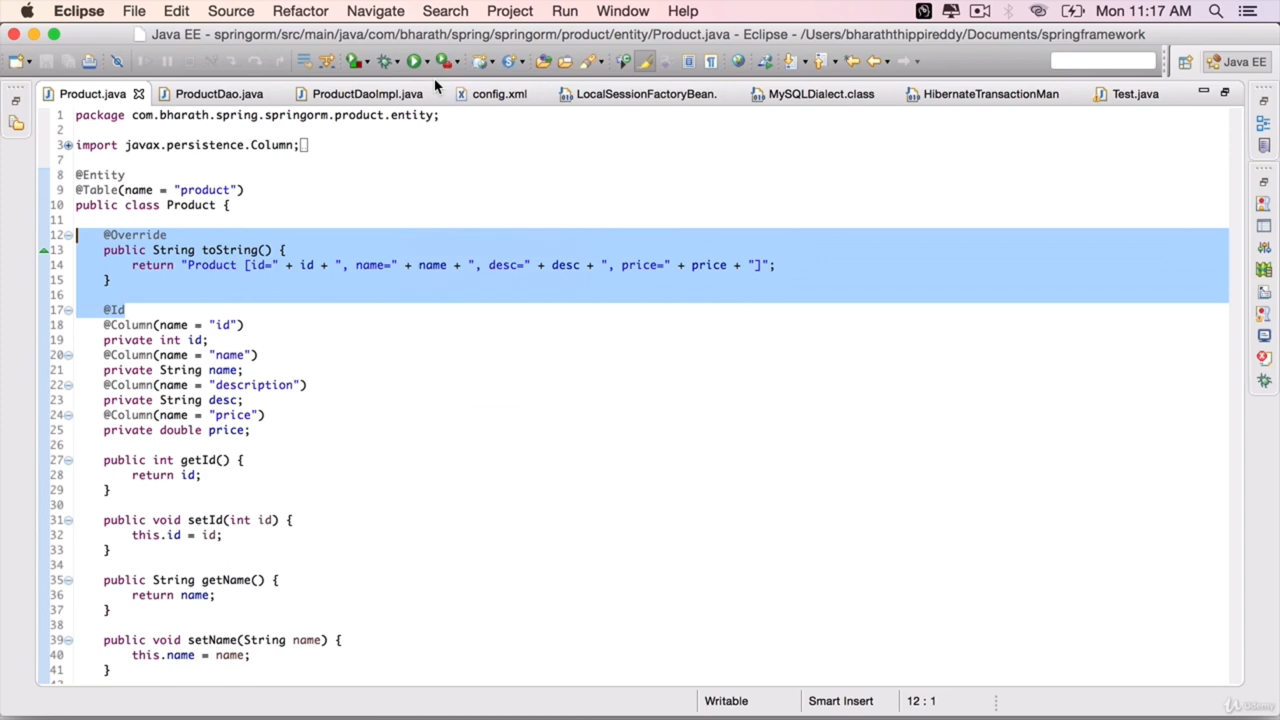 Eclipse File Edit Source Refactor Navigate Search Project Run Window Help Mon 11:17 AM
Java EE - springorm/src/main/java/com/bharath/spring/springorm/product/entity/Product.java - Eclipse - /Users/bharaththippireddy/Documents/springframework
Java EE
Product.java ProductDao.java ProductDaoImpl.java config.xml LocalSessionFactoryBean. MySQLDialect.class HibernateTransactionMan Test.java
1 package com.bharath.spring.springorm.product.entity;
2
3 import javax.persistence.Column;
7
8 @Entity
9 @Table(name = "product")
10 public class Product {
11
12 @Override
13 public String toString() {
14 return "Product [id=" + id + ", name=" + name + ", desc=" + desc + ", price=" + price + "]";
15 }
16
17 @Id
18 @Column(name = "id")
19 private int id;
20 @Column(name = "name")
21 private String name;
22 @Column(name = "description")
23 private String desc;
24 @Column(name = "price")
25 private double price;
26
27 public int getId() {
28 return id;
29 }
30
31 public void setId(int id) {
32 this.id = id;
33 }
34
35 public String getName() {
36 return name;
37 }
38
39 public void setName(String name) {
40 this.name = name;
41 }
Writable Smart Insert 12 : 1
Udemy